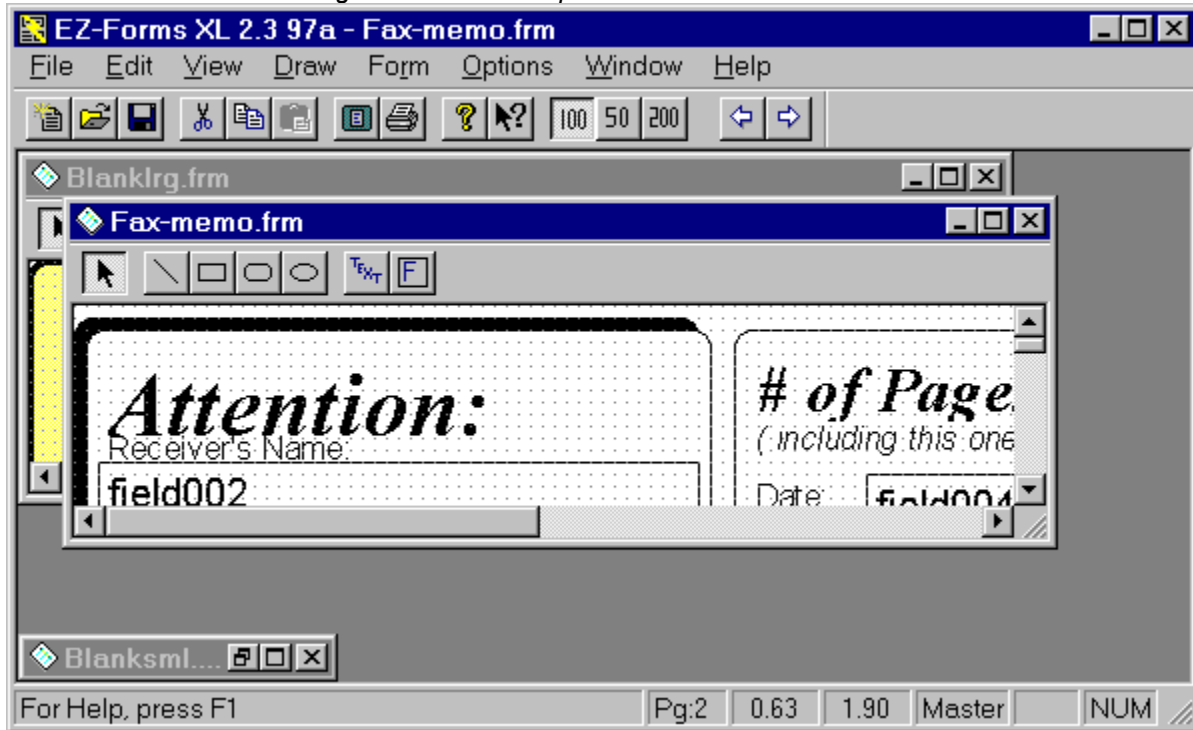 EZ-Forms XL 2.3 97a - Fax-memo.frm
File Edit View Draw Form Options Window Help
100 50 200
Blanklrg.frm
Fax-memo.frm
TEXT F
Attention:
# of Page
Receiver's Name:
( including this one
field002
Date: field004
Blanksml....
For Help, press F1 Pg:2 0.63 1.90 Master NUM